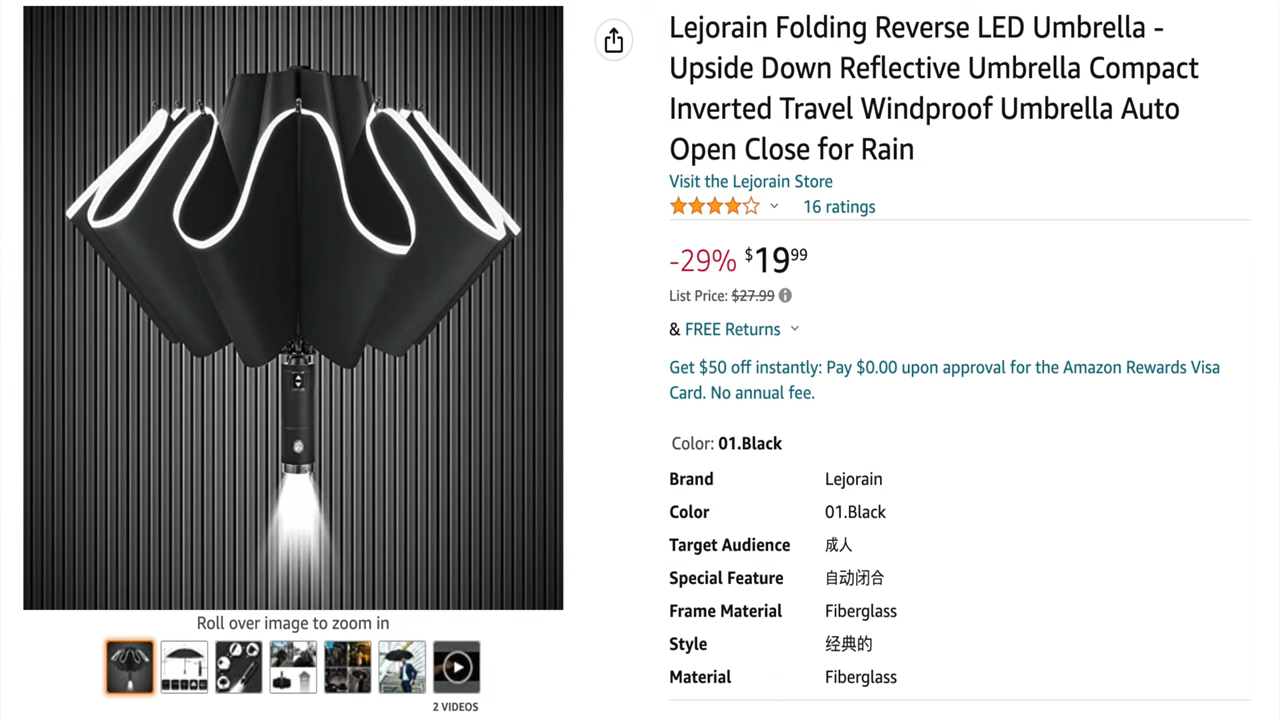 Lejorain Folding Reverse LED Umbrella -
Upside Down Reflective Umbrella Compact
Inverted Travel Windproof Umbrella Auto
Open Close for Rain
Visit the Lejorain Store
16 ratings
-29% $19.99
List Price: $27.99
& FREE Returns
Get $50 off instantly: Pay $0.00 upon approval for the Amazon Rewards Visa
Card. No annual fee.
Color: 01.Black
Brand Lejorain
Color 01.Black
Target Audience 成人
Special Feature 自动闭合
Frame Material Fiberglass
Style 经典的
Material Fiberglass
Roll over image to zoom in
2 VIDEOS